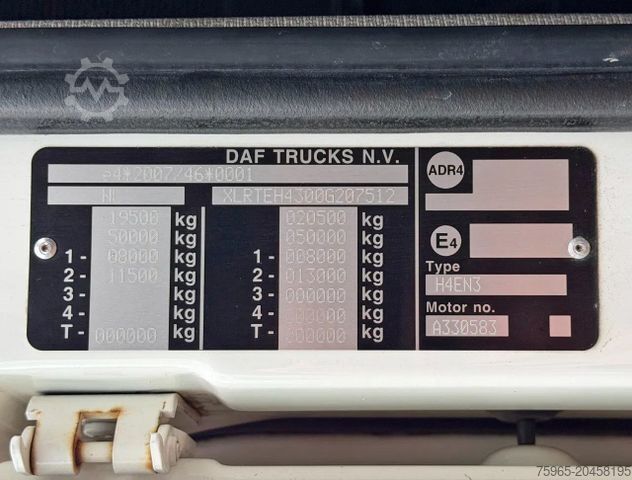 DAF TRUCKS N.V.
e4*2007/46*0001
NL XLRTEH4300G207512
19500 kg 020500 kg
50000 kg 050000 kg
1- 08000 kg 1- 008000 kg
2- 11500 kg 2- 013000 kg
3- kg 3- 000000 kg
4- kg 4- 000000 kg
T- 000000 kg T- 000000 kg
ADR4
E4
Type
H4EN3
Motor no.
A330583
75965-20458195